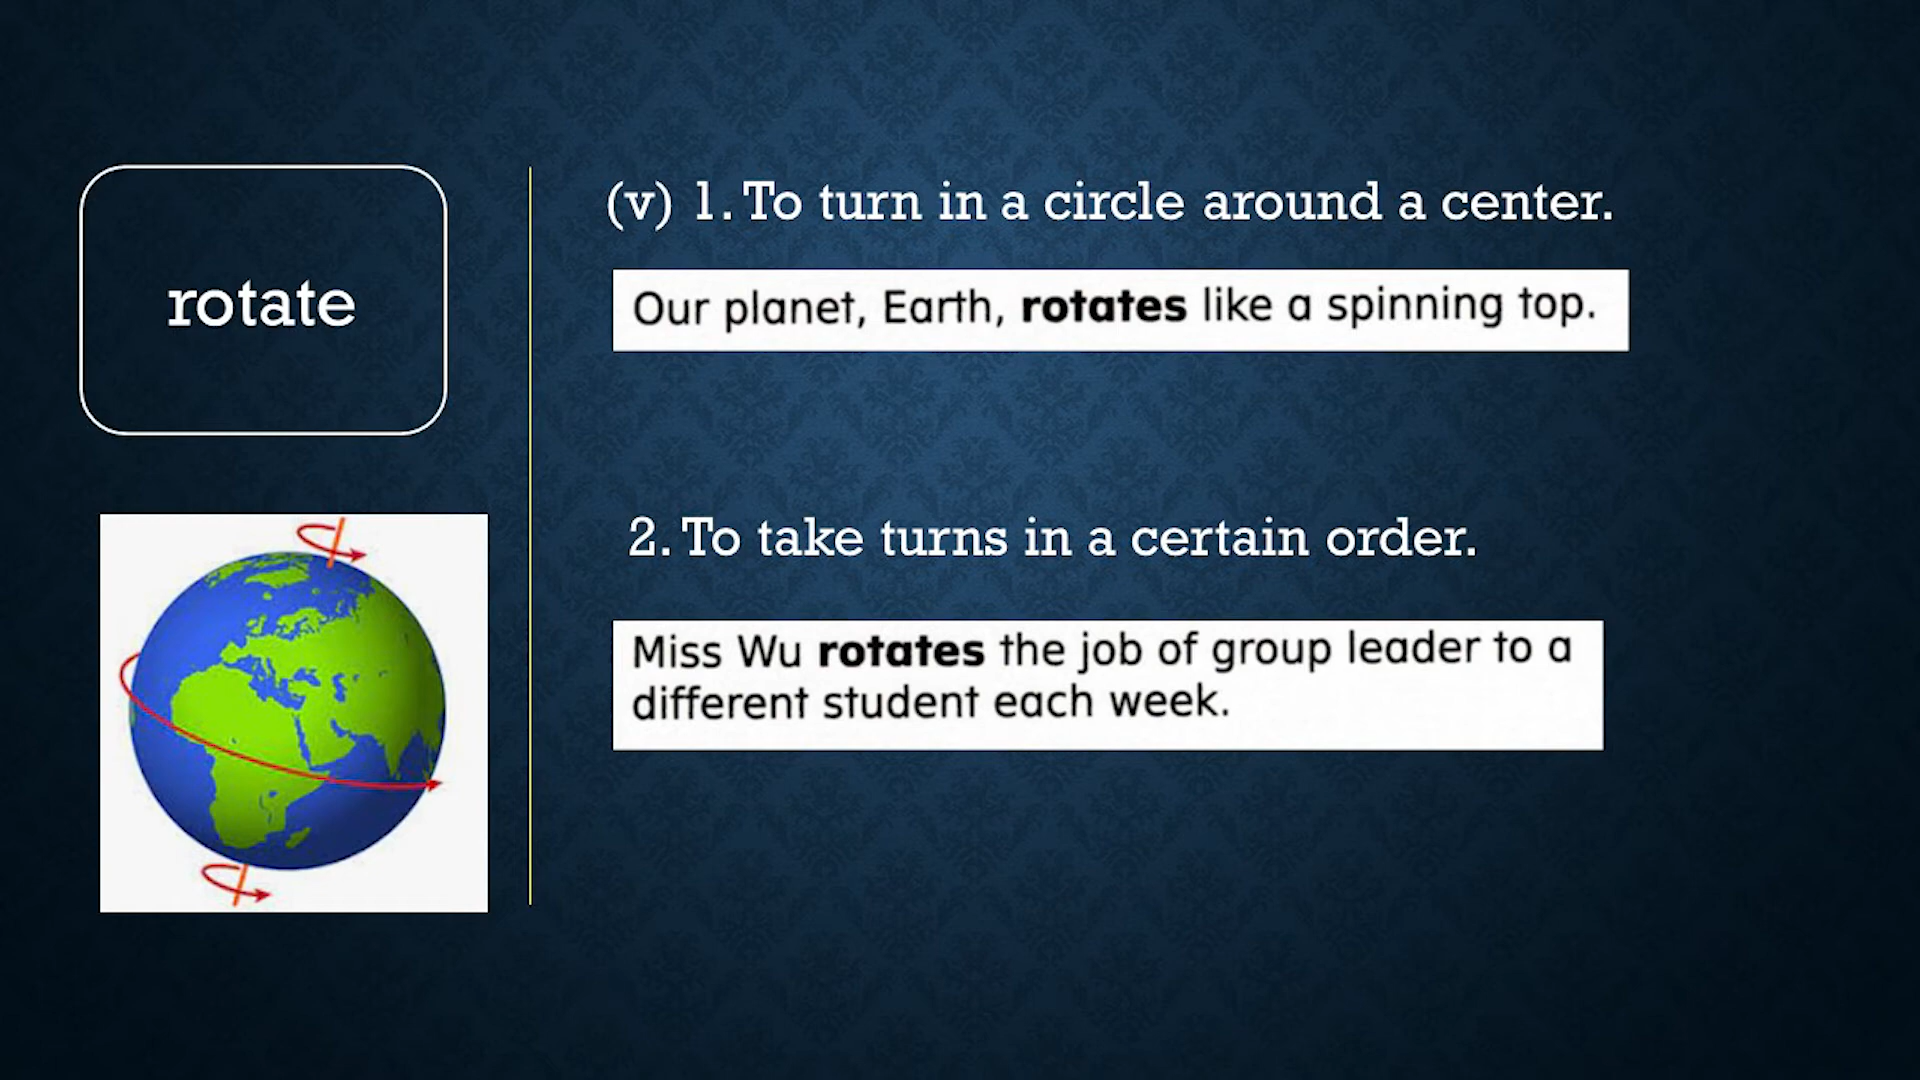 rotate
(v) 1. To turn in a circle around a center.
Our planet, Earth, rotates like a spinning top.
2. To take turns in a certain order.
Miss Wu rotates the job of group leader to a
different student each week.